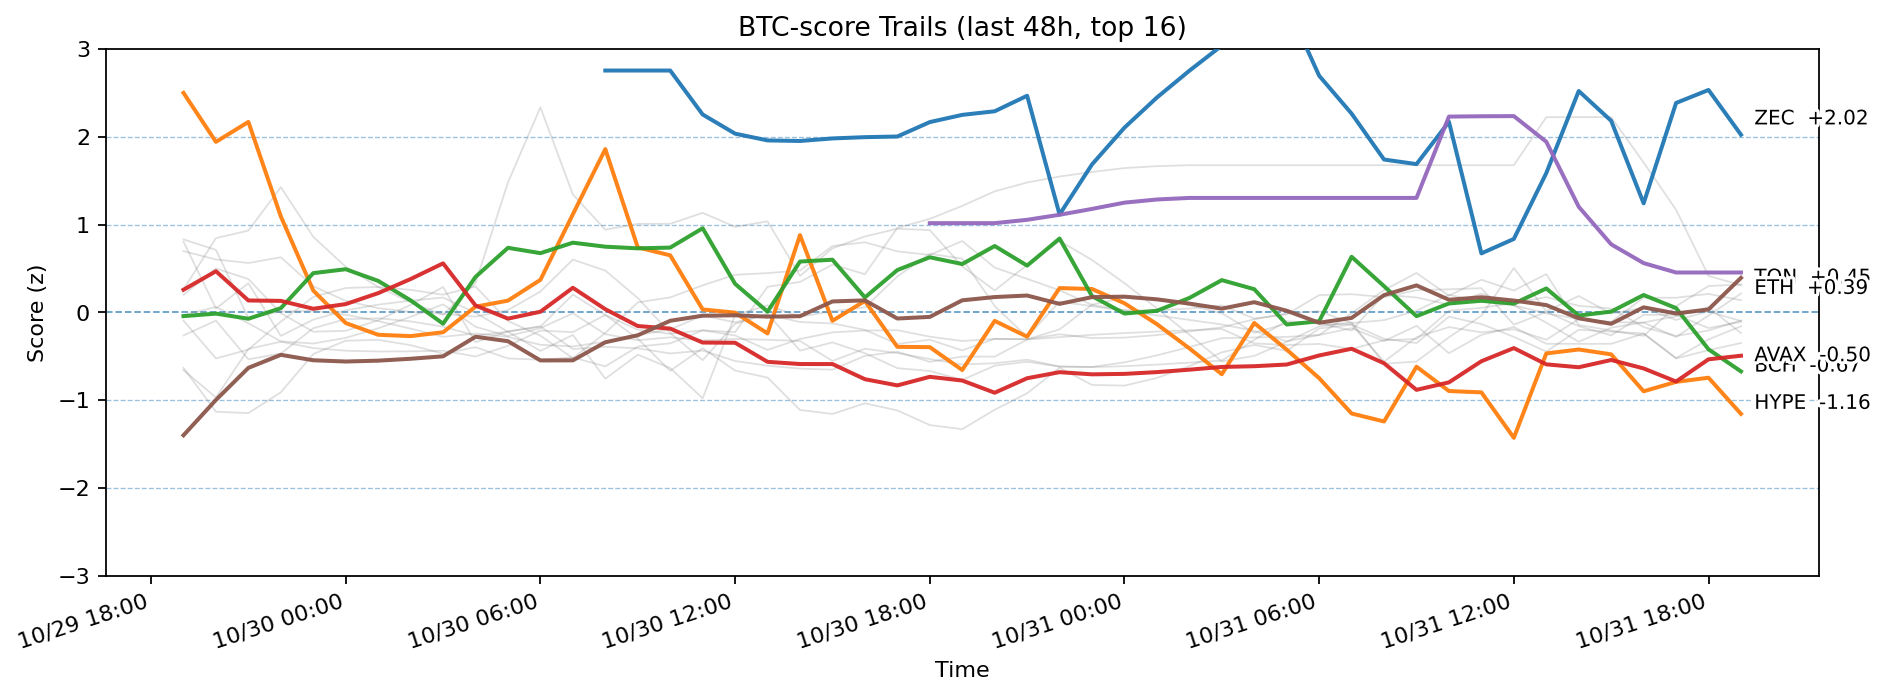 BTC-score Trails (last 48h, top 16)
Score (z)
3
2
1
0
−1
−2
−3
ZEC +2.02
TON +0.45
ETH +0.39
AVAX -0.50
BCH -0.67
HYPE -1.16
10/29 18:00
10/30 00:00
10/30 06:00
10/30 12:00
10/30 18:00
10/31 00:00
10/31 06:00
10/31 12:00
10/31 18:00
Time